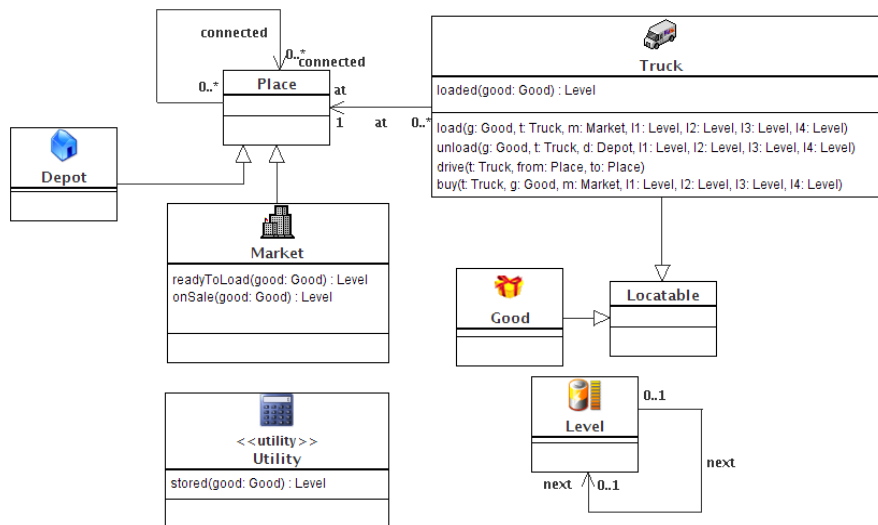 connected
0..*
connected
0..*
Place
at
1
at
0..*
Truck
loaded(good: Good) : Level
load(g: Good, t: Truck, m: Market, l1: Level, l2: Level, l3: Level, l4: Level)
unload(g: Good, t: Truck, d: Depot, l1: Level, l2: Level, l3: Level, l4: Level)
drive(t: Truck, from: Place, to: Place)
buy(t: Truck, g: Good, m: Market, l1: Level, l2: Level, l3: Level, l4: Level)
Depot
Market
readyToLoad(good: Good) : Level
onSale(good: Good) : Level
Good
Locatable
<<utility>>
Utility
stored(good: Good) : Level
Level
0..1
next
next
0..1